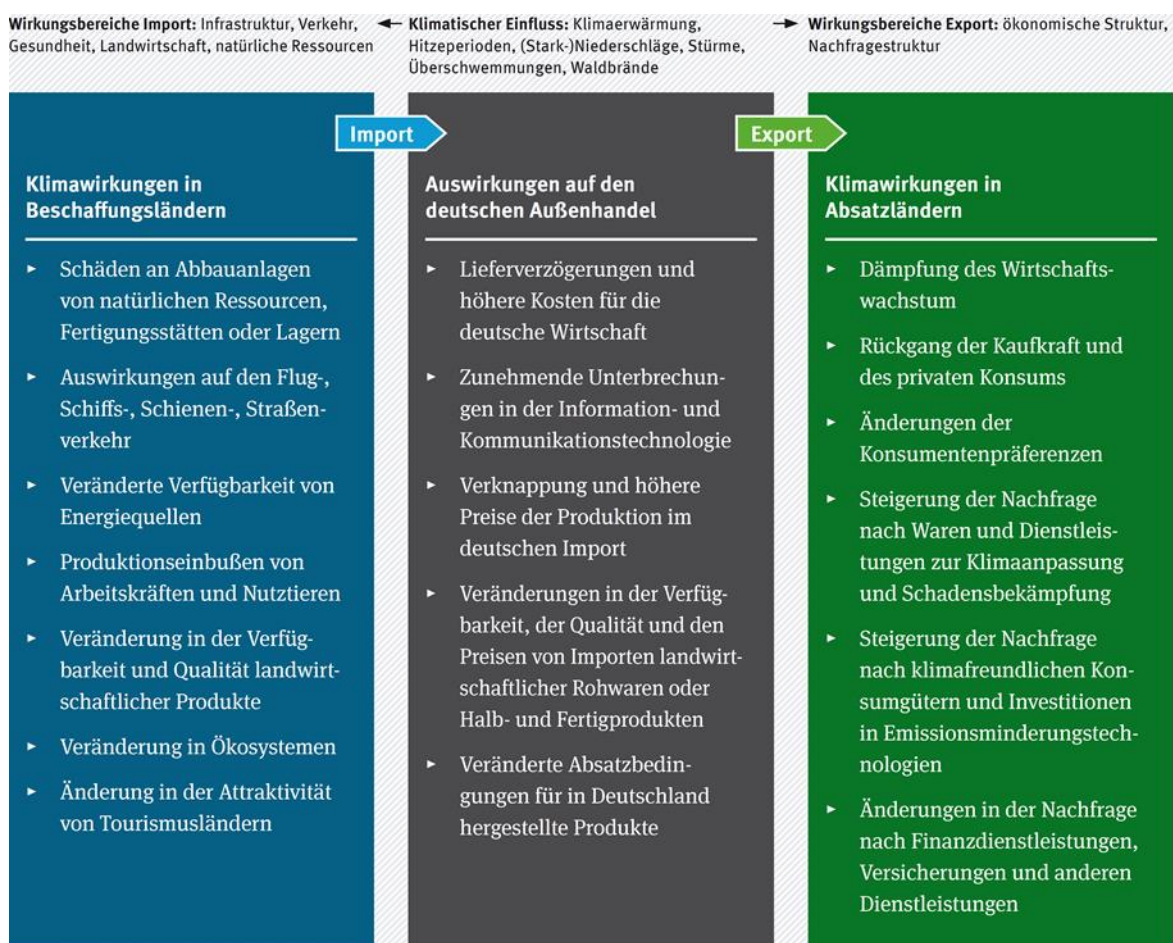 Wirkungsbereiche Import: Infrastruktur, Verkehr,
Gesundheit, Landwirtschaft, natürliche Ressourcen
Klimatischer Einfluss: Klimaerwärmung,
Hitzeperioden, (Stark-)Niederschläge, Stürme,
Überschwemmungen, Waldbrände
Wirkungsbereiche Export: ökonomische Struktur,
Nachfragestruktur
Import
Export
Klimawirkungen in
Beschaffungsländern
▸ Schäden an Abbauanlagen
von natürlichen Ressourcen,
Fertigungsstätten oder Lagern
▸ Auswirkungen auf den Flug-,
Schiffs-, Schienen-, Straßen-
verkehr
▸ Veränderte Verfügbarkeit von
Energiequellen
▸ Produktionseinbußen von
Arbeitskräften und Nutztieren
▸ Veränderung in der Verfüg-
barkeit und Qualität landwirt-
schaftlicher Produkte
▸ Veränderung in Ökosystemen
▸ Änderung in der Attraktivität
von Tourismusländern
Auswirkungen auf den
deutschen Außenhandel
▸ Lieferverzögerungen und
höhere Kosten für die
deutsche Wirtschaft
▸ Zunehmende Unterbrechun-
gen in der Information- und
Kommunikationstechnologie
▸ Verknappung und höhere
Preise der Produktion im
deutschen Import
▸ Veränderungen in der Verfüg-
barkeit, der Qualität und den
Preisen von Importen landwirt-
schaftlicher Rohwaren oder
Halb- und Fertigprodukten
▸ Veränderte Absatzbedin-
gungen für in Deutschland
hergestellte Produkte
Klimawirkungen in
Absatzländern
▸ Dämpfung des Wirtschafts-
wachstum
▸ Rückgang der Kaufkraft und
des privaten Konsums
▸ Änderungen der
Konsumentenpräferenzen
▸ Steigerung der Nachfrage
nach Waren und Dienstleis-
tungen zur Klimaanpassung
und Schadensbekämpfung
▸ Steigerung der Nachfrage
nach klimafreundlichen Kon-
sumgütern und Investitionen
in Emissionsminderungstech-
nologien
▸ Änderungen in der Nachfrage
nach Finanzdienstleistungen,
Versicherungen und anderen
Dienstleistungen